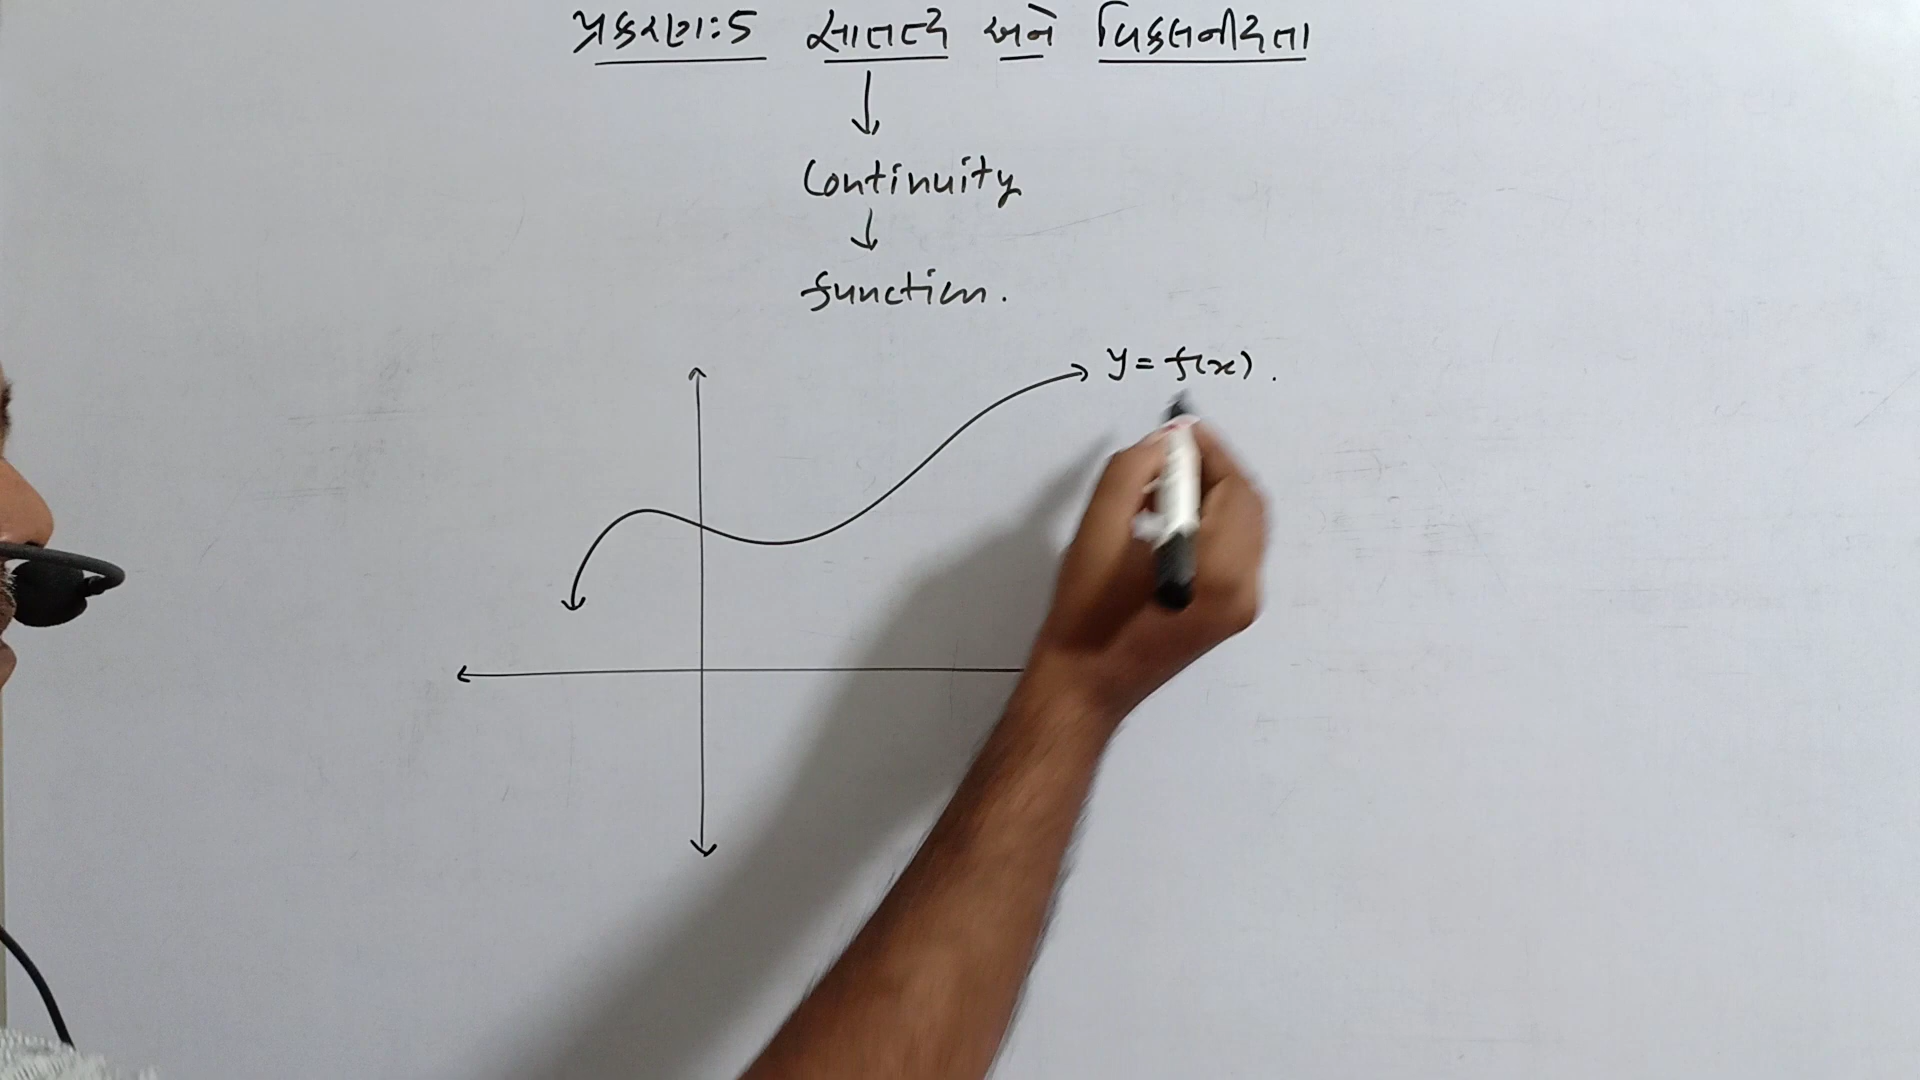 પ્રકરણ:5 સાતત્ય અને વિકલનીયતા
Continuity
function.
y = f(x).